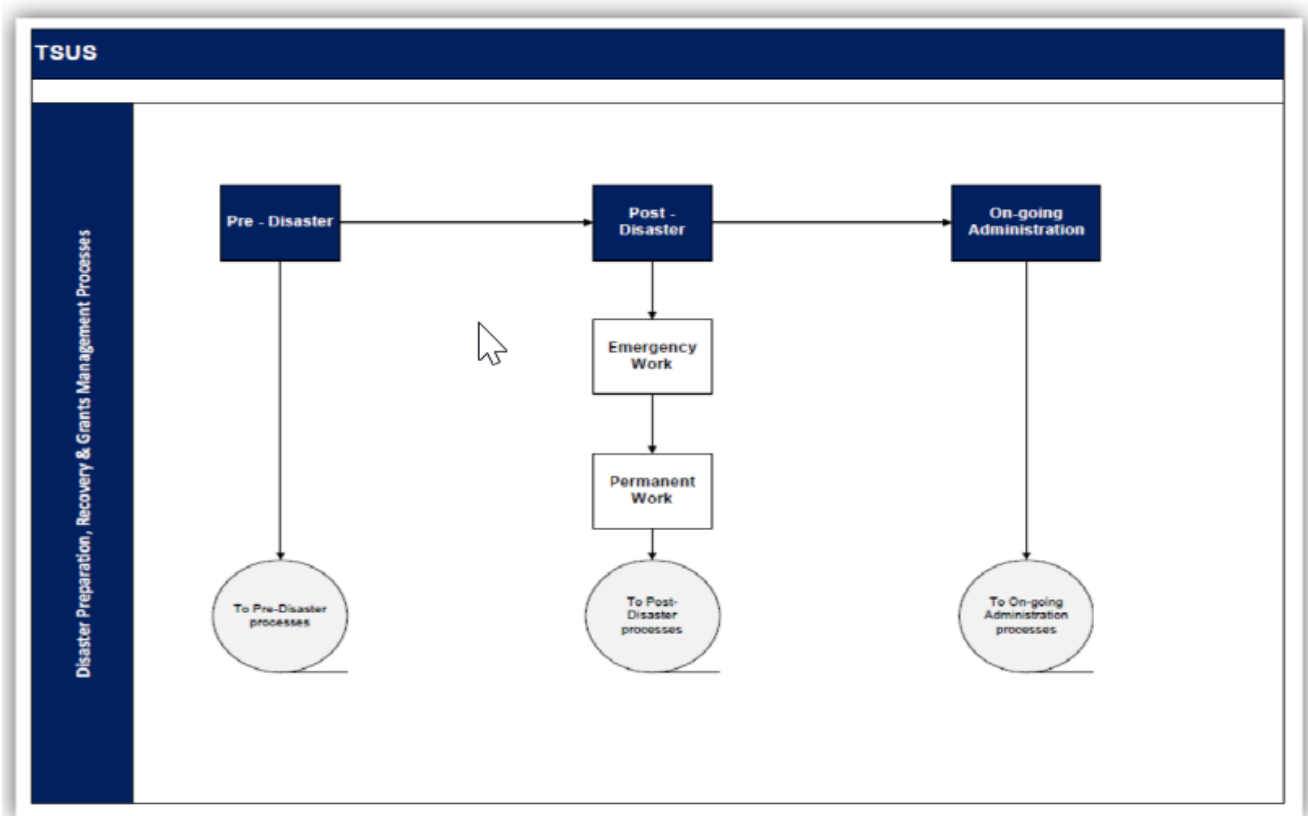 TSUS
Disaster Preparation, Recovery & Grants Management Processes
Pre - Disaster
Post -
Disaster
On-going
Administration
Emergency
Work
Permanent
Work
To Pre-Disaster
processes
To Post-
Disaster
processes
To On-going
Administration
processes